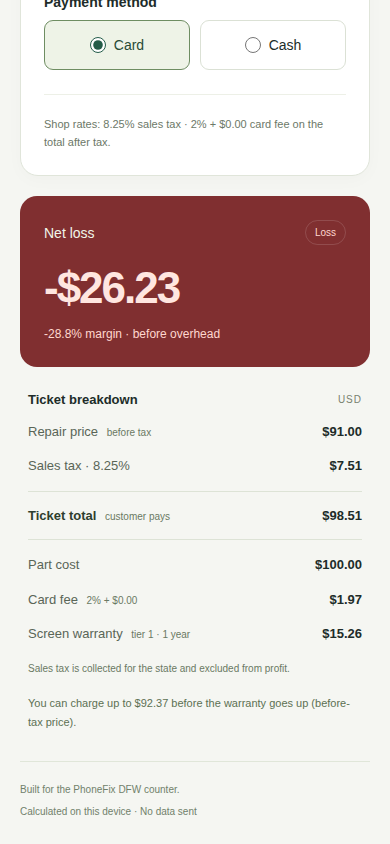 Payment method
Card
Cash
Shop rates: 8.25% sales tax · 2% + $0.00 card fee on the
total after tax.
Net loss
Loss
-$26.23
-28.8% margin · before overhead
Ticket breakdown USD
Repair price before tax $91.00
Sales tax · 8.25% $7.51
Ticket total customer pays $98.51
Part cost $100.00
Card fee 2% + $0.00 $1.97
Screen warranty tier 1 · 1 year $15.26
Sales tax is collected for the state and excluded from profit.
You can charge up to $92.37 before the warranty goes up (before-
tax price).
Built for the PhoneFix DFW counter.
Calculated on this device · No data sent